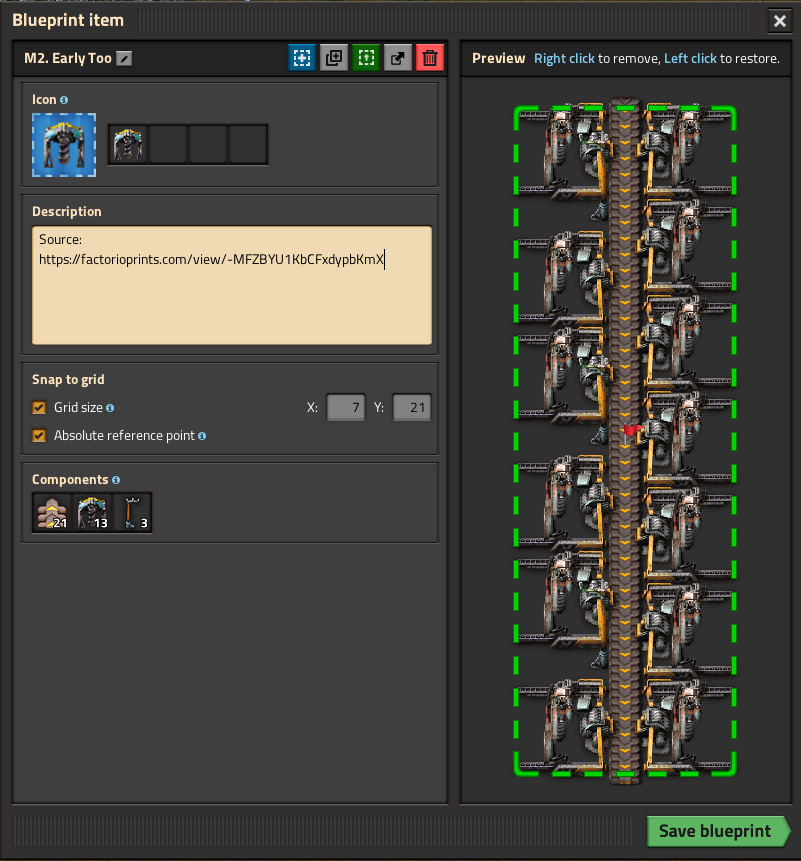 Blueprint item
M2. Early Too
Preview Right click to remove, Left click to restore.
Icon
Description
Source:
https://factorioprints.com/view/-MFZBYU1KbCFxdypbKmX
Snap to grid
Grid size X: 7 Y: 21
Absolute reference point
Components
21 13 3
Save blueprint